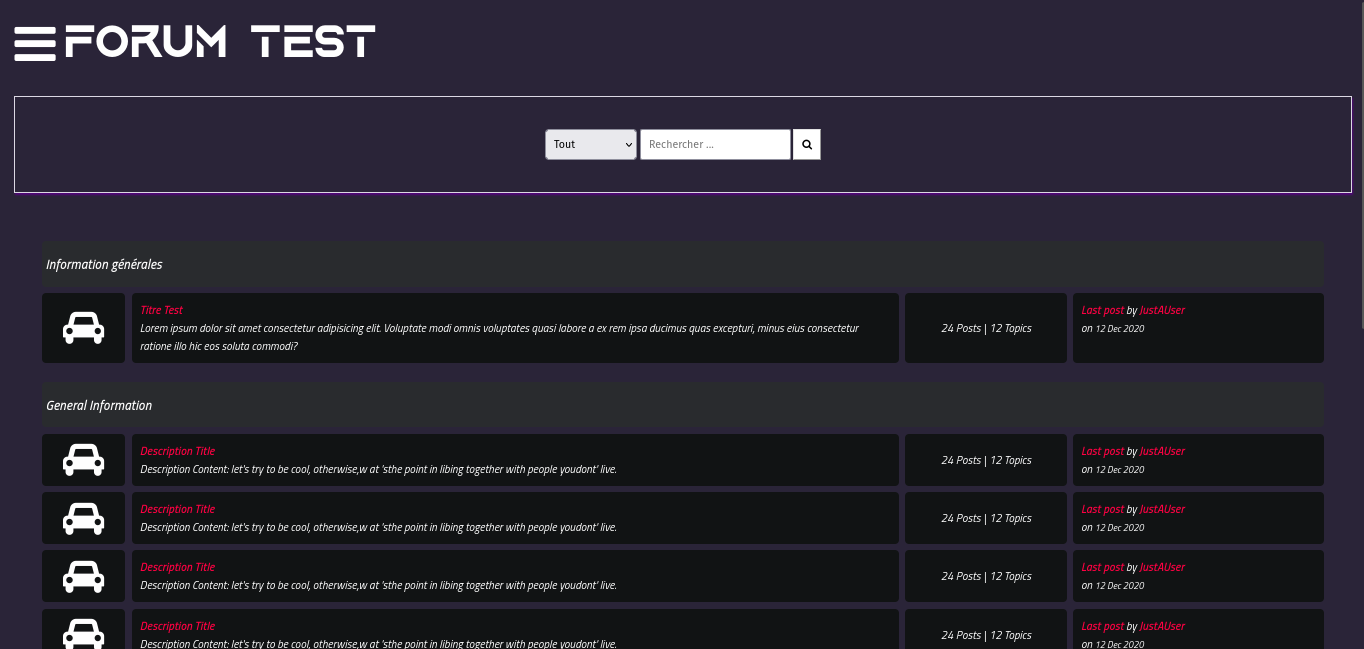 FORUM TEST
Tout
Rechercher ...
Information générales
TItre Test
Lorem ipsum dolor sit amet consectetur adipisicing elit. Voluptate modi omnis voluptates quasi labore a ex rem ipsa ducimus quas excepturi, minus eius consectetur
ratione illo hic eos soluta commodi?
24 Posts | 12 Topics
Last post by JustAUser
on 12 Dec 2020
General Information
Description Title
Description Content: let's try to be cool, otherwise,w at 'sthe point in libing together with people youdont' live.
24 Posts | 12 Topics
Last post by JustAUser
on 12 Dec 2020
Description Title
Description Content: let's try to be cool, otherwise,w at 'sthe point in libing together with people youdont' live.
24 Posts | 12 Topics
Last post by JustAUser
on 12 Dec 2020
Description Title
Description Content: let's try to be cool, otherwise,w at 'sthe point in libing together with people youdont' live.
24 Posts | 12 Topics
Last post by JustAUser
on 12 Dec 2020
Description Title
Description Content: let's try to be cool, otherwise,w at 'sthe point in libing together with people youdont' live.
24 Posts | 12 Topics
Last post by JustAUser
on 12 Dec 2020